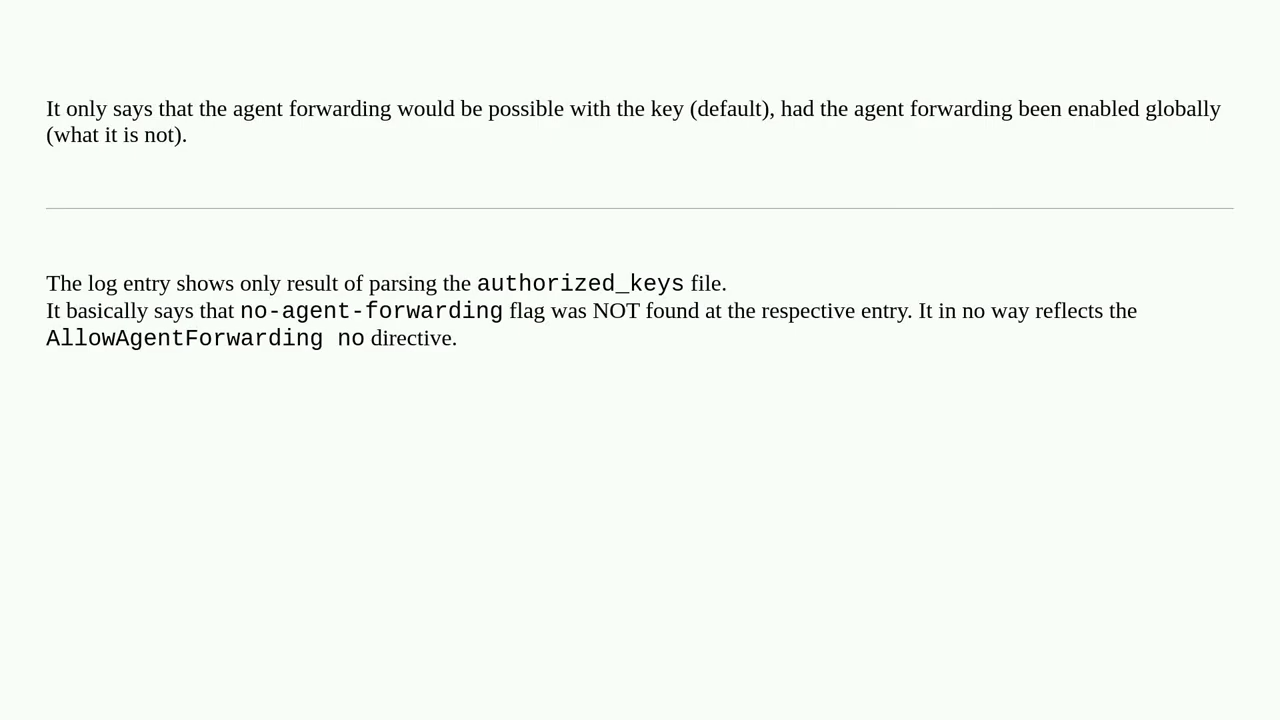 It only says that the agent forwarding would be possible with the key (default), had the agent forwarding been enabled globally
(what it is not).
The log entry shows only result of parsing the authorized_keys file.
It basically says that no-agent-forwarding flag was NOT found at the respective entry. It in no way reflects the
AllowAgentForwarding no directive.